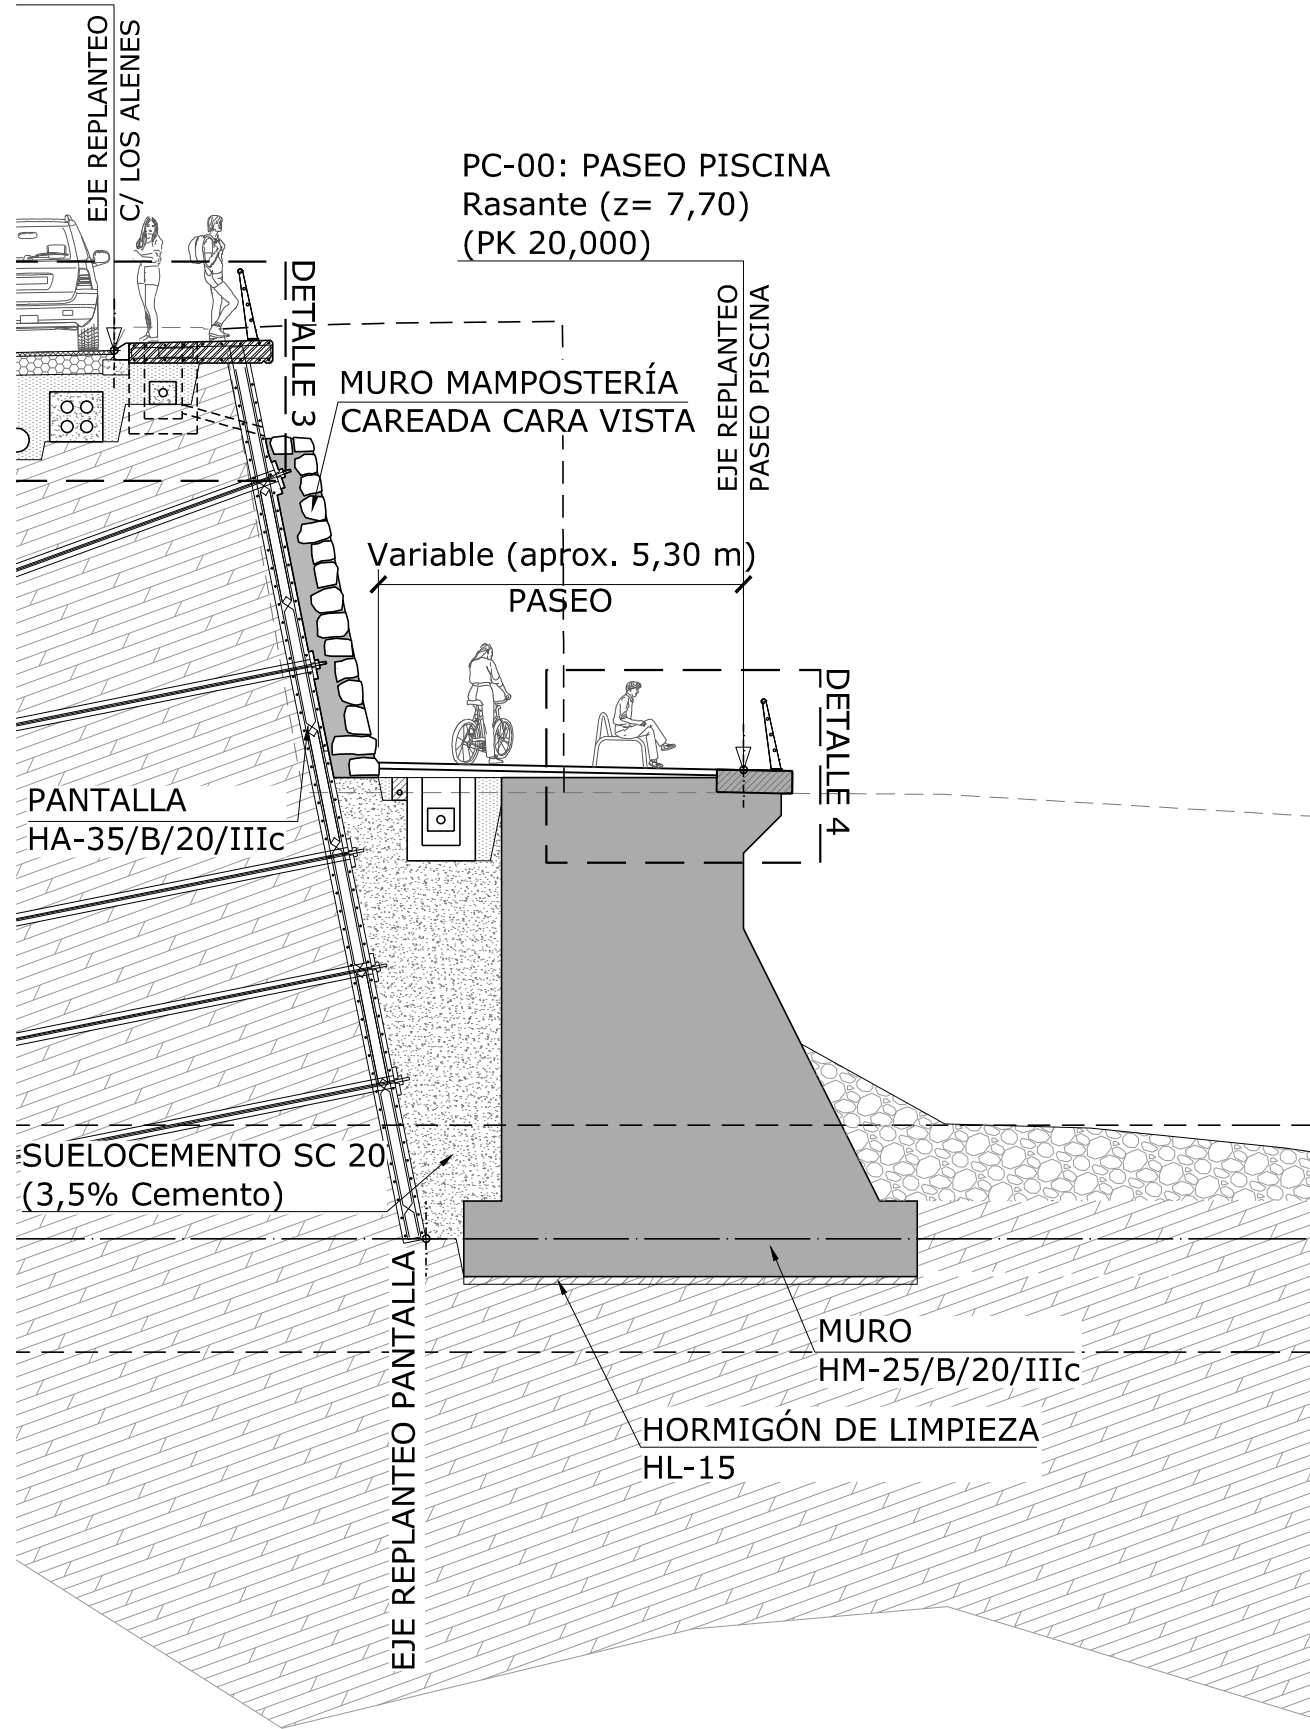 EJE REPLANTEO
C/ LOS ALENES
PC-00: PASEO PISCINA
Rasante (z= 7,70)
(PK 20,000)
DETALLE 3
EJE REPLANTEO
PASEO PISCINA
MURO MAMPOSTERÍA
CAREADA CARA VISTA
Variable (aprox. 5,30 m)
PASEO
DETALLE 4
PANTALLA
HA-35/B/20/IIIc
SUELOCEMENTO SC 20
(3,5% Cemento)
EJE REPLANTEO PANTALLA
MURO
HM-25/B/20/IIIc
HORMIGÓN DE LIMPIEZA
HL-15